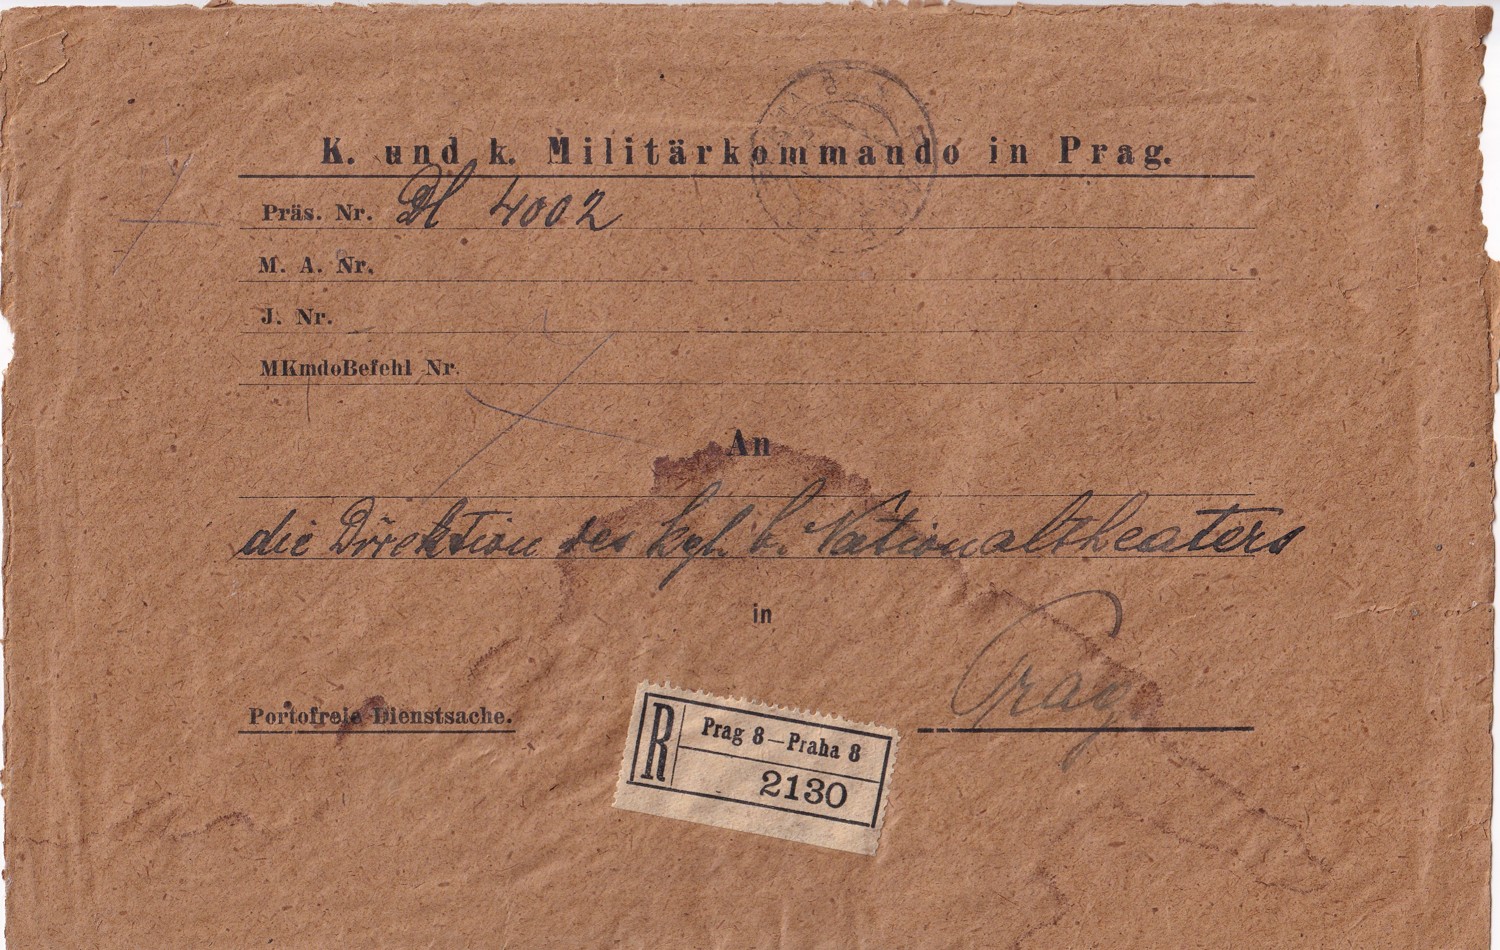 K. und k. Militärkommando in Prag.
Präs. Nr. Dl 4002
M. A. Nr.
J. Nr.
MKmdoBefehl Nr.
An
die Direktion des kgl. b. Nationaltheaters
in
Prag
Portofreie Dienstsache.
R
Prag 8—Praha 8
2130